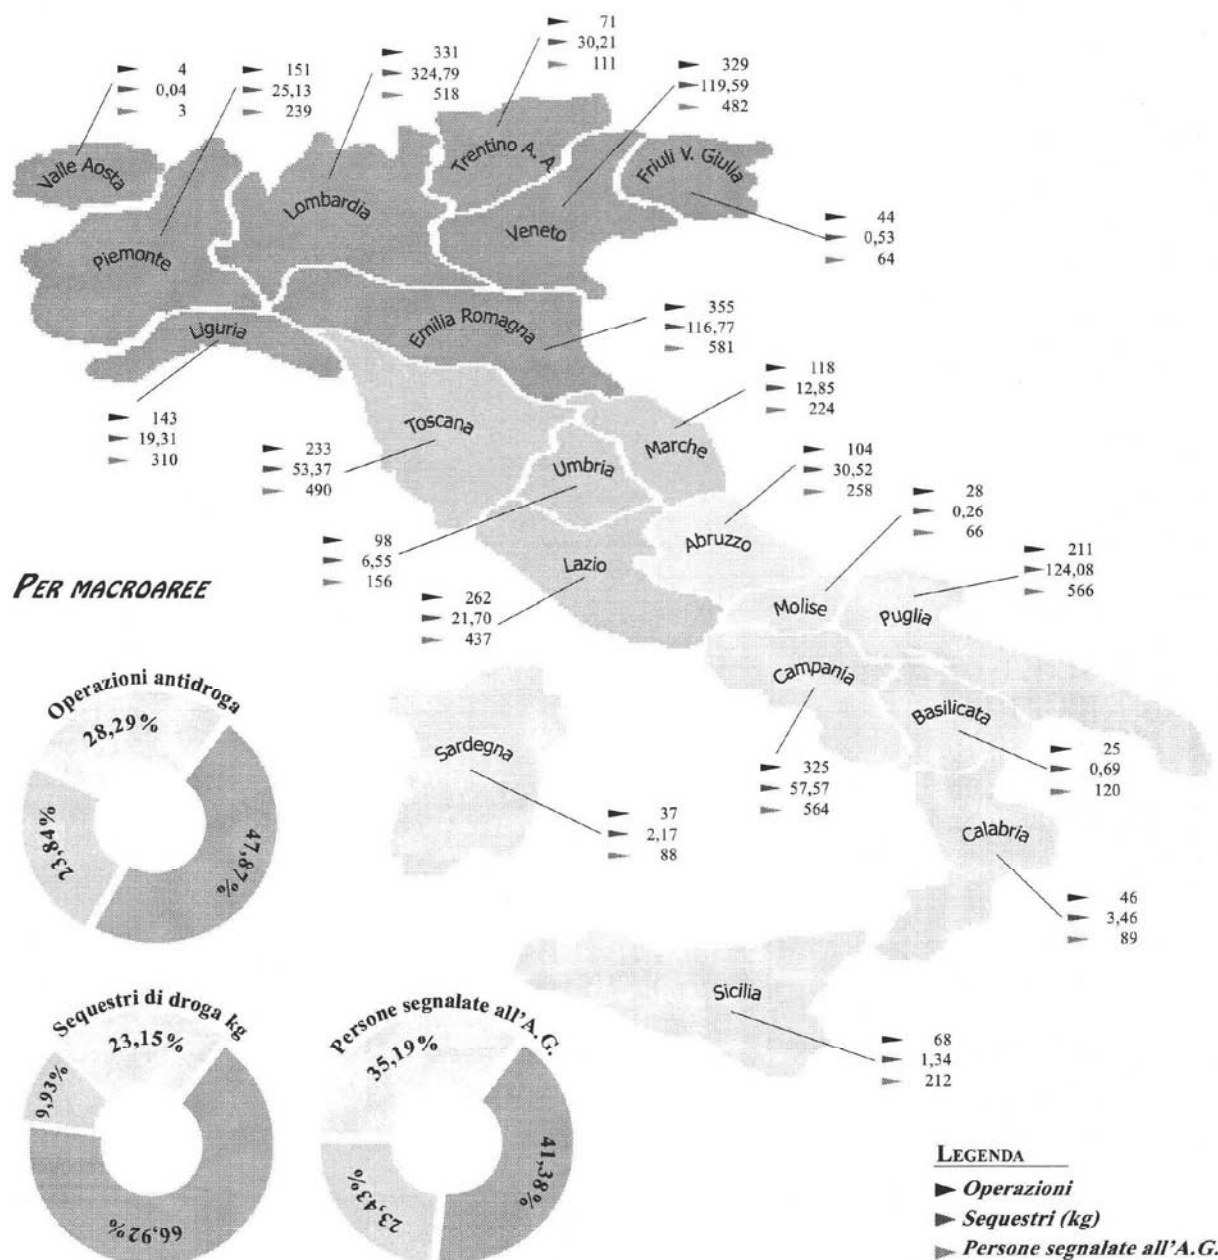 71
30,21
111
331
324,79
518
329
119,59
482
4
0,04
3
151
25,13
239
Trentino A. A
Friuli V. Giulia
Valle Aosta
Lombardia
Veneto
Piemonte
44
0,53
64
Emilia Romagna
355
116,77
581
Liguria
118
12,85
224
143
19,31
310
Toscana
Marche
233
53,37
490
Umbria
104
30,52
258
28
0,26
66
98
6,55
156
Abruzzo
Lazio
211
124,08
566
PER MACROAREE
262
21,70
437
Molise
Puglia
Campania
Operazioni antidroga
28,29%
23,84%
47,87%
Sardegna
Basilicata
325
57,57
564
25
0,69
120
37
2,17
88
Calabria
46
3,46
89
Sequestri di droga kg
23,15%
9,93%
66,92%
Persone segnalate all'A.G.
35,19%
23,43%
41,38%
Sicilia
68
1,34
212
LEGENDA
Operazioni
Sequestri (kg)
Persone segnalate all'A.G